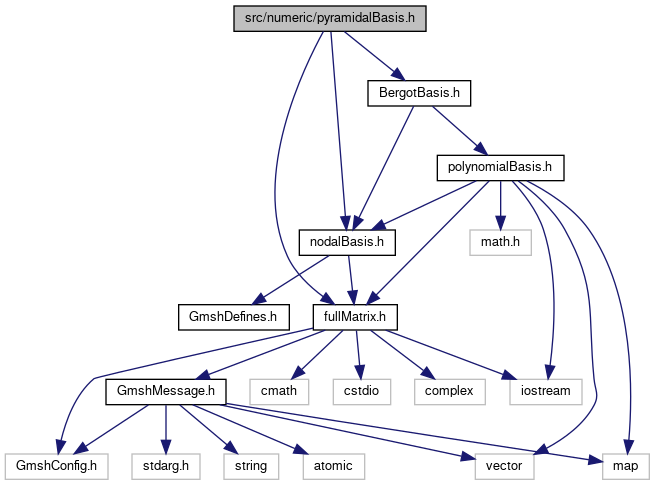 src/numeric/pyramidalBasis.h
BergotBasis.h
polynomialBasis.h
nodalBasis.h
math.h
GmshDefines.h
fullMatrix.h
GmshMessage.h
cmath
cstdio
complex
iostream
GmshConfig.h
stdarg.h
string
atomic
vector
map